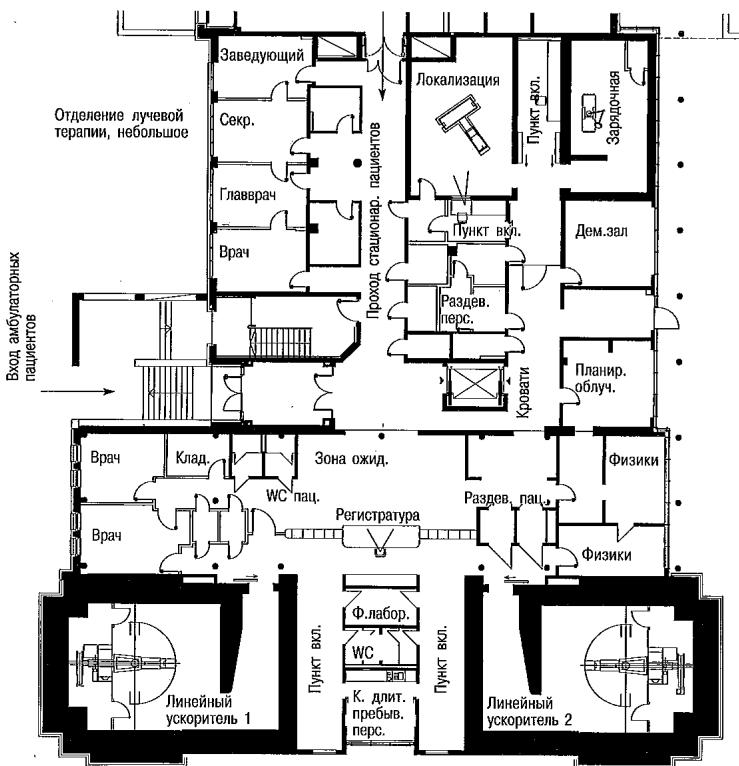 Заведующий
Локализация
Пункт вкл.
Зарядочная
Отделение лучевой
терапии, небольшое
Секр.
Проход стационар. пациентов
Главврач
Пункт вкл.
Дем.зал
Врач
Вход амбулаторных
пациентов
Раздев.
перс.
Кровати
Планир.
облуч.
Врач
Клад.
Зона ожид.
Физики
WC пац.
Раздев. пац.
Регистратура
Врач
Физики
Ф.лабор.
Пункт вкл.
WC
Пункт вкл.
Линейный
ускоритель 1
К. длит.
пребыв.
перс.
Линейный
ускоритель 2